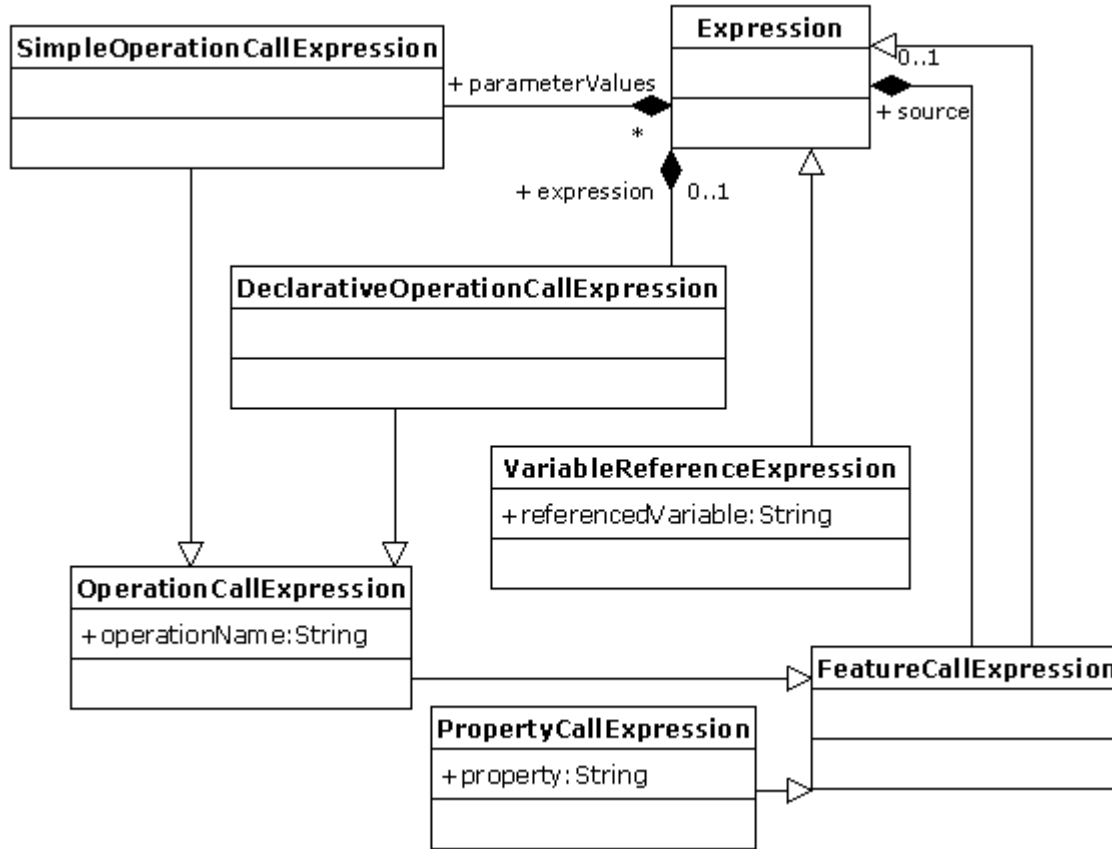 Expression
SimpleOperationCallExpression
0..1
+ parameterValues
+ source
*
+ expression
0..1
DeclarativeOperationCallExpression
VariableReferenceExpression
+referencedVariable:String
OperationCallExpression
+operationName:String
FeatureCallExpression
PropertyCallExpression
+property:String